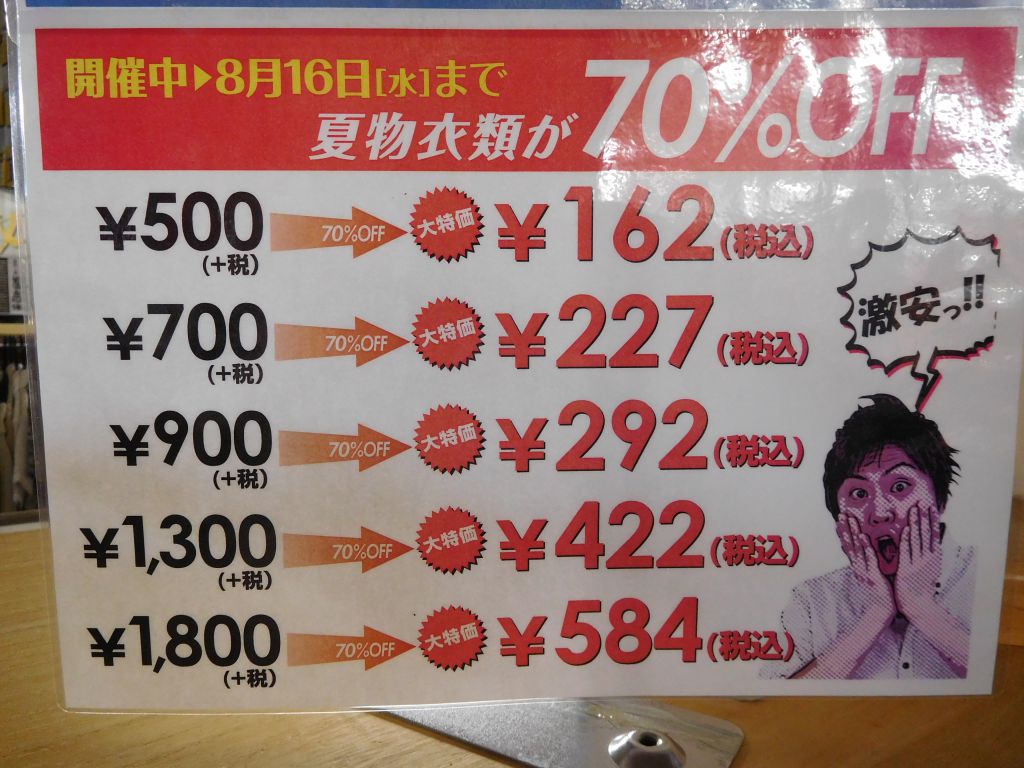 開催中▶8月16日[水]まで
夏物衣類が70%OFF
¥500(+税) 70%OFF 大特価 ¥162(税込)
¥700(+税) 70%OFF 大特価 ¥227(税込)
激安っ!!
¥900(+税) 70%OFF 大特価 ¥292(税込)
¥1,300(+税) 70%OFF 大特価 ¥422(税込)
¥1,800(+税) 70%OFF 大特価 ¥584(税込)